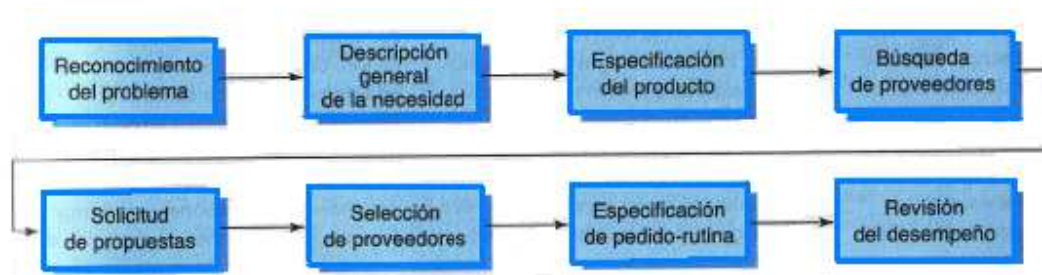 Reconocimiento
del problema
Descripción
general
de la necesidad
Especificación
del producto
Búsqueda
de proveedores
Solicitud
de propuestas
Selección
de proveedores
Especificación
de pedido-rutina
Revisión
del desempeño